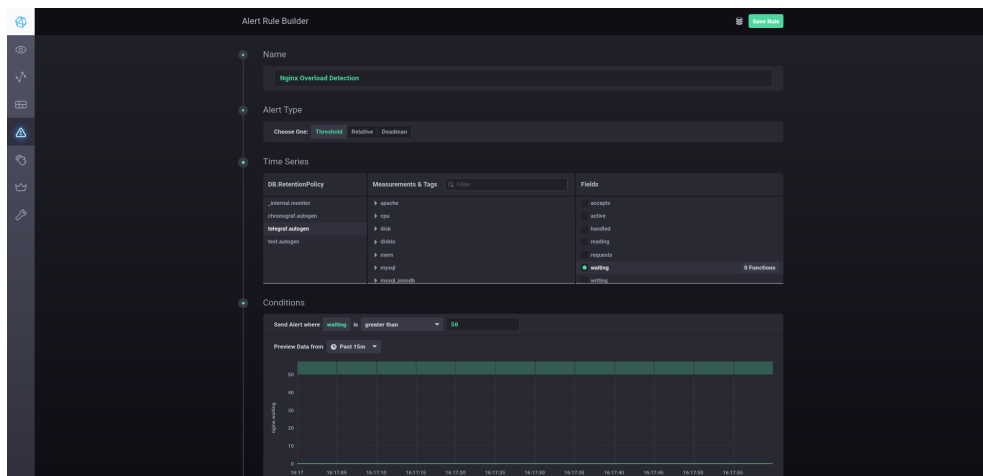 Alert Rule Builder
Save Rule
Name
Nginx Overload Detection
Alert Type
Choose One: Threshold Relative Deadman
Time Series
DB.RetentionPolicy Measurements & Tags Filter Fields
_internal.monitor apache accepts
chronograf.autogen cpu active
telegraf.autogen disk handled
test.autogen diskio reading
mem requests
mysql waiting 0 Functions
mysql_innodb writing
Conditions
Send Alert where waiting is greater than 50
Preview Data from Past 15m
50
40
30
20
10
0
nginx.waiting
16:17 16:17:05 16:17:10 16:17:15 16:17:20 16:17:25 16:17:30 16:17:35 16:17:40 16:17:45 16:17:50 16:17:55